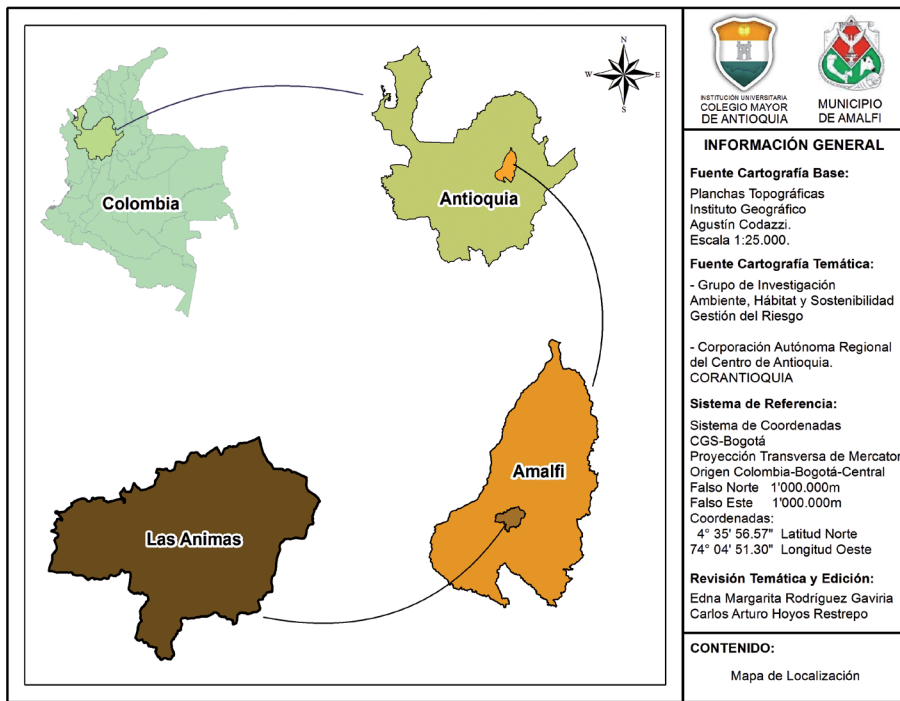 N
W
E
S
Colombia
Antioquia
Amalfi
Las Animas
INSTITUCIÓN UNIVERSITARIA
COLEGIO MAYOR
DE ANTIOQUIA
MUNICIPIO
DE AMALFI
INFORMACIÓN GENERAL
Fuente Cartografía Base:
Planchas Topográficas
Instituto Geográfico
Agustín Codazzi.
Escala 1:25.000.
Fuente Cartografía Temática:
- Grupo de Investigación
Ambiente, Hábitat y Sostenibilidad
Gestión del Riesgo
- Corporación Autónoma Regional
del Centro de Antioquia.
CORANTIOQUIA
Sistema de Referencia:
Sistema de Coordenadas
CGS-Bogotá
Proyección Transversa de Mercator
Origen Colombia-Bogotá-Central
Falso Norte 1'000.000m
Falso Este 1'000.000m
Coordenadas:
4° 35' 56.57" Latitud Norte
74° 04' 51.30" Longitud Oeste
Revisión Temática y Edición:
Edna Margarita Rodríguez Gaviria
Carlos Arturo Hoyos Restrepo
CONTENIDO:
Mapa de Localización